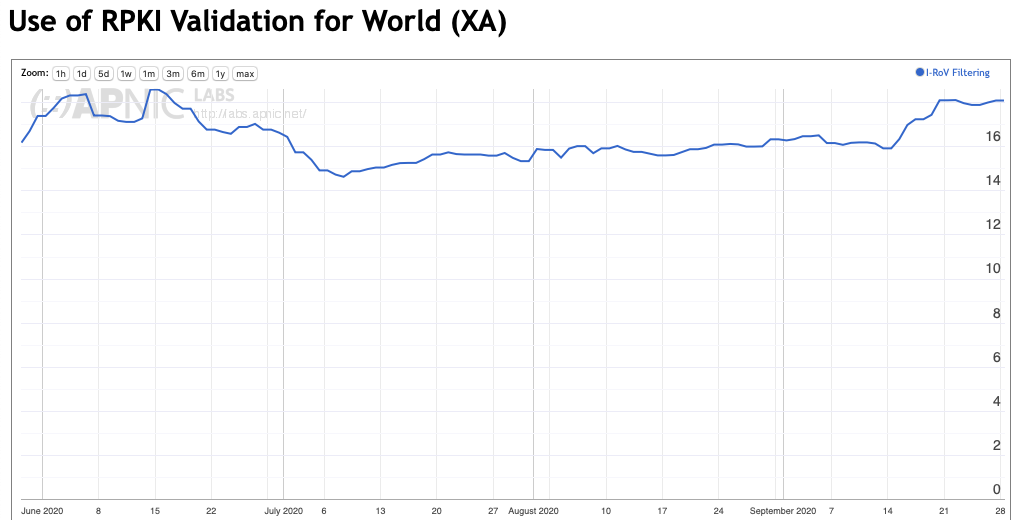 Use of RPKI Validation for World (XA)
Zoom: 1h 1d 5d 1w 1m 3m 6m 1y max
I-RoV Filtering
(::)APNIC LABS
http://labs.apnic.net/
16
14
12
10
8
6
4
2
0
June 2020 8 15 22 July 2020 6 13 20 27 August 2020 10 17 24 September 2020 7 14 21 28